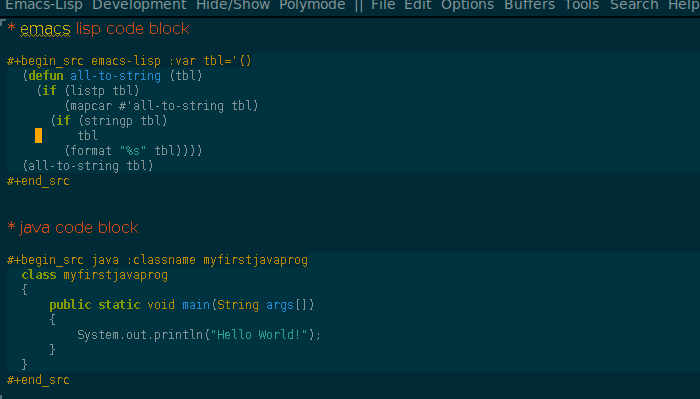 Emacs-Lisp Development Hide/Show Polymode || File Edit Options Buffers Tools Search Help
* emacs lisp code block
#+begin_src emacs-lisp :var tbl='()
  (defun all-to-string (tbl)
    (if (listp tbl)
        (mapcar #'all-to-string tbl)
      (if (stringp tbl)
          tbl
        (format "%s" tbl))))
  (all-to-string tbl)
#+end_src
* java code block
#+begin_src java :classname myfirstjavaprog
  class myfirstjavaprog
  {
      public static void main(String args[])
      {
          System.out.println("Hello World!");
      }
  }
#+end_src